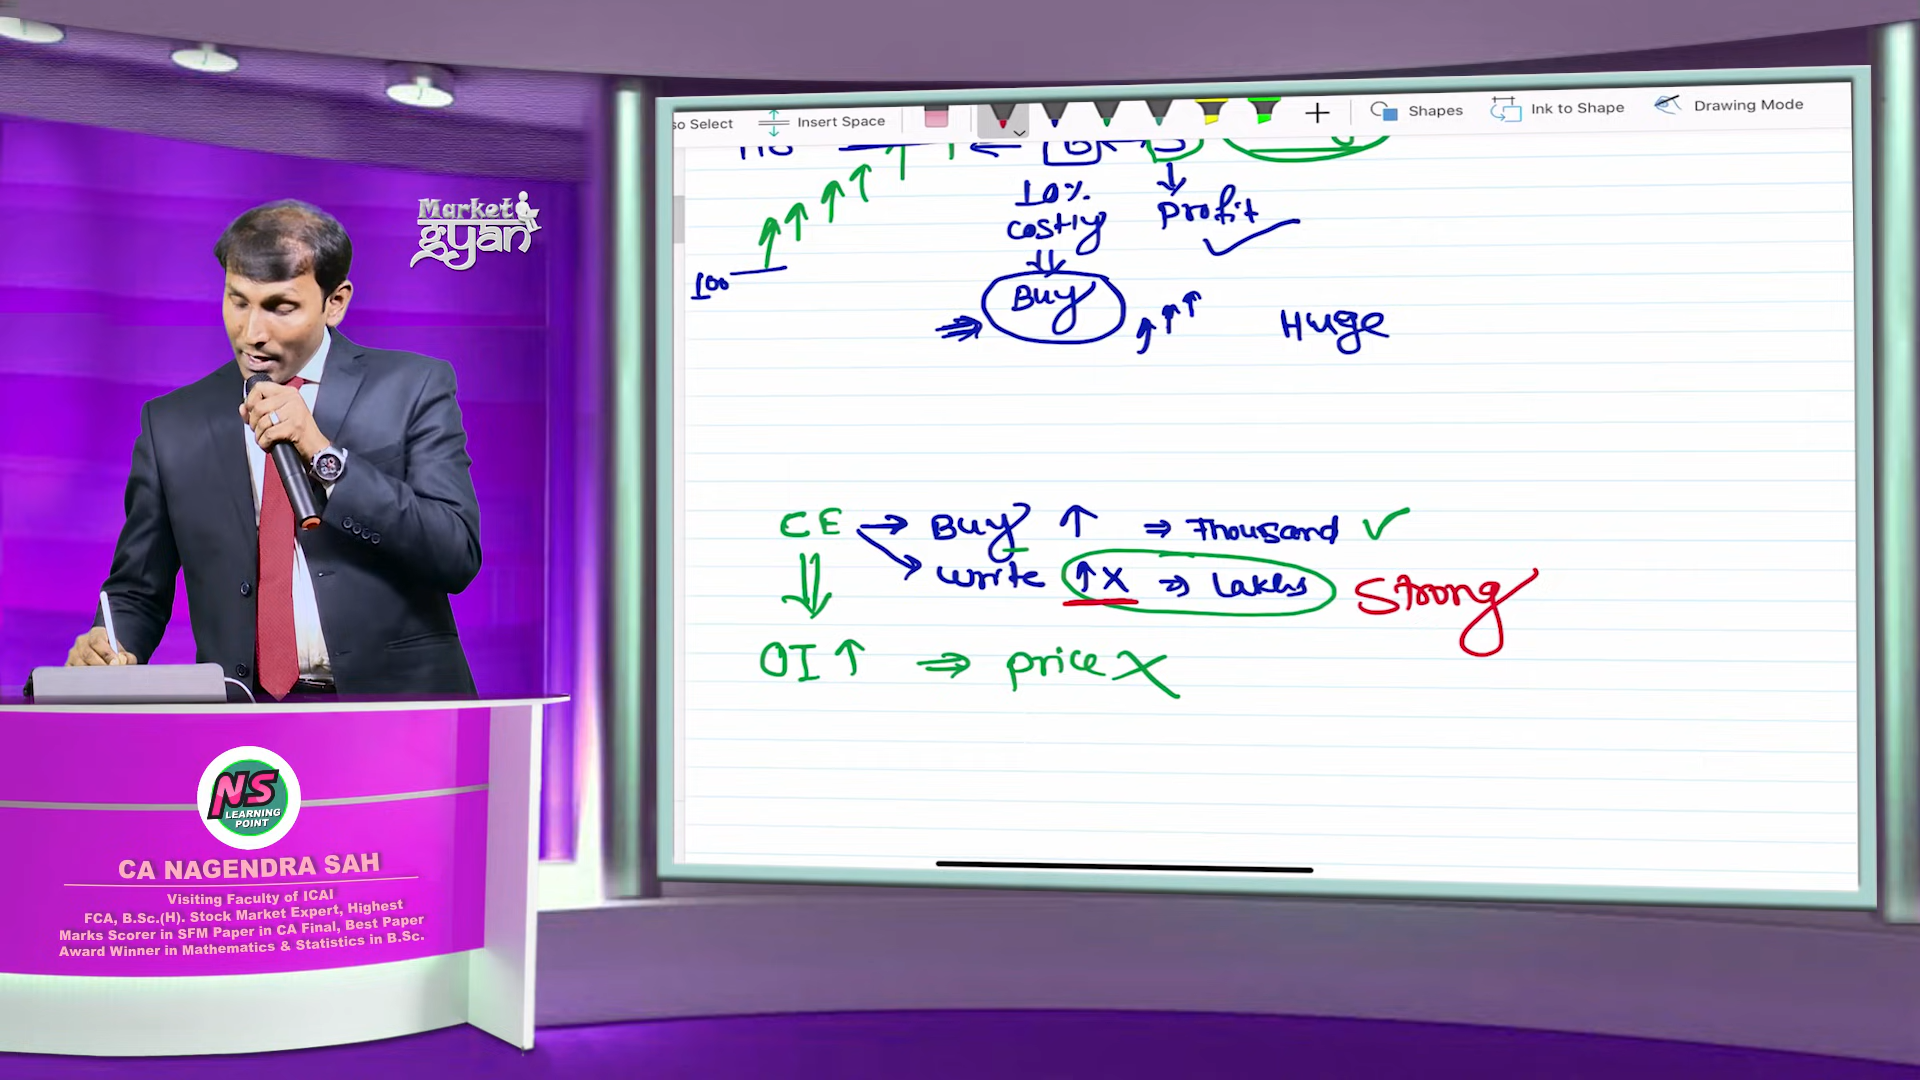 so Select
Insert Space
Shapes
Ink to Shape
Drawing Mode
Market
gyan
10%
costly
Profit
100
Buy
Huge
CE → Buy ↑ ⇒ Thousand ✓
write ↑ X ⇒ Lakhs Strong
OI ↑ ⇒ price X
NS
LEARNING
POINT
CA NAGENDRA SAH
Visiting Faculty of ICAI
FCA, B.Sc.(H). Stock Market Expert, Highest
Marks Scorer in SFM Paper in CA Final, Best Paper
Award Winner in Mathematics & Statistics in B.Sc.